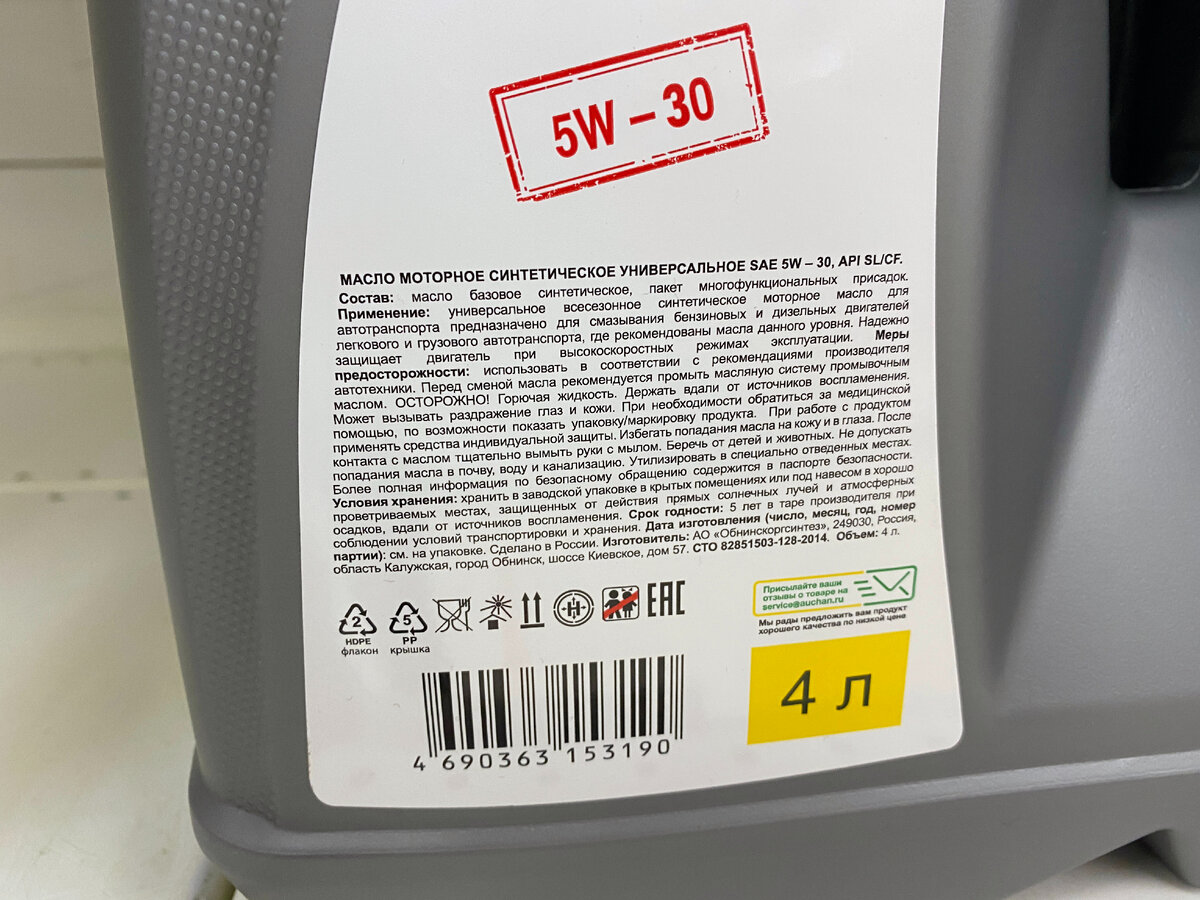 5W – 30
МАСЛО МОТОРНОЕ СИНТЕТИЧЕСКОЕ УНИВЕРСАЛЬНОЕ SAE 5W – 30, API SL/CF.
Состав: масло базовое синтетическое, пакет многофункциональных присадок.
Применение: универсальное всесезонное синтетическое моторное масло для
автотранспорта предназначено для смазывания бензиновых и дизельных двигателей
легкового и грузового автотранспорта, где рекомендованы масла данного уровня. Надежно
защищает двигатель при высокоскоростных режимах эксплуатации. Меры
предосторожности: использовать в соответствии с рекомендациями производителя
автотехники. Перед сменой масла рекомендуется промыть масляную систему промывочным
маслом. ОСТОРОЖНО! Горючая жидкость. Держать вдали от источников воспламенения.
Может вызывать раздражение глаз и кожи. При необходимости обратиться за медицинской
помощью, по возможности показать упаковку/маркировку продукта. При работе с продуктом
применять средства индивидуальной защиты. Избегать попадания масла на кожу и в глаза. После
контакта с маслом тщательно вымыть руки с мылом. Беречь от детей и животных. Не допускать
попадания масла в почву, воду и канализацию. Утилизировать в специально отведенных местах.
Более полная информация по безопасному обращению содержится в паспорте безопасности.
Условия хранения: хранить в заводской упаковке в крытых помещениях или под навесом в хорошо
проветриваемых местах, защищенных от действия прямых солнечных лучей и атмосферных
осадков, вдали от источников воспламенения. Срок годности: 5 лет в таре производителя при
соблюдении условий транспортировки и хранения. Дата изготовления (число, месяц, год, номер
партии): см. на упаковке. Сделано в России. Изготовитель: АО «Обнинскоргсинтез», 249030, Россия,
область Калужская, город Обнинск, шоссе Киевское, дом 57. СТО 82851503-128-2014. Объем: 4 л.
2
HDPE
флакон
5
PP
крышка
Н
EAC
Присылайте ваши
отзывы о товаре на
service@auchan.ru
Мы рады предложить вам продукт
хорошего качества по низкой цене
4 л
4 690363 153190